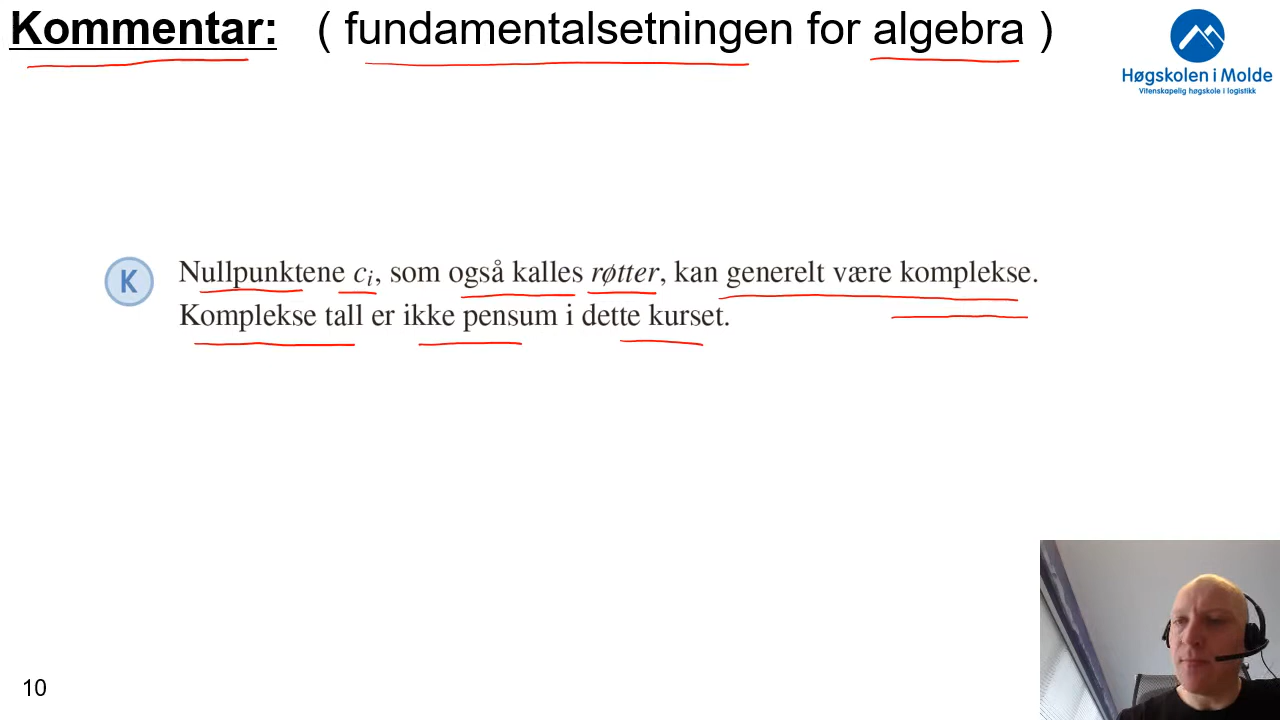 Kommentar: ( fundamentalsetningen for algebra )
Høgskolen i Molde
Vitenskapelig høgskole i logistikk
K
Nullpunktene cᵢ, som også kalles røtter, kan generelt være komplekse.
Komplekse tall er ikke pensum i dette kurset.
10